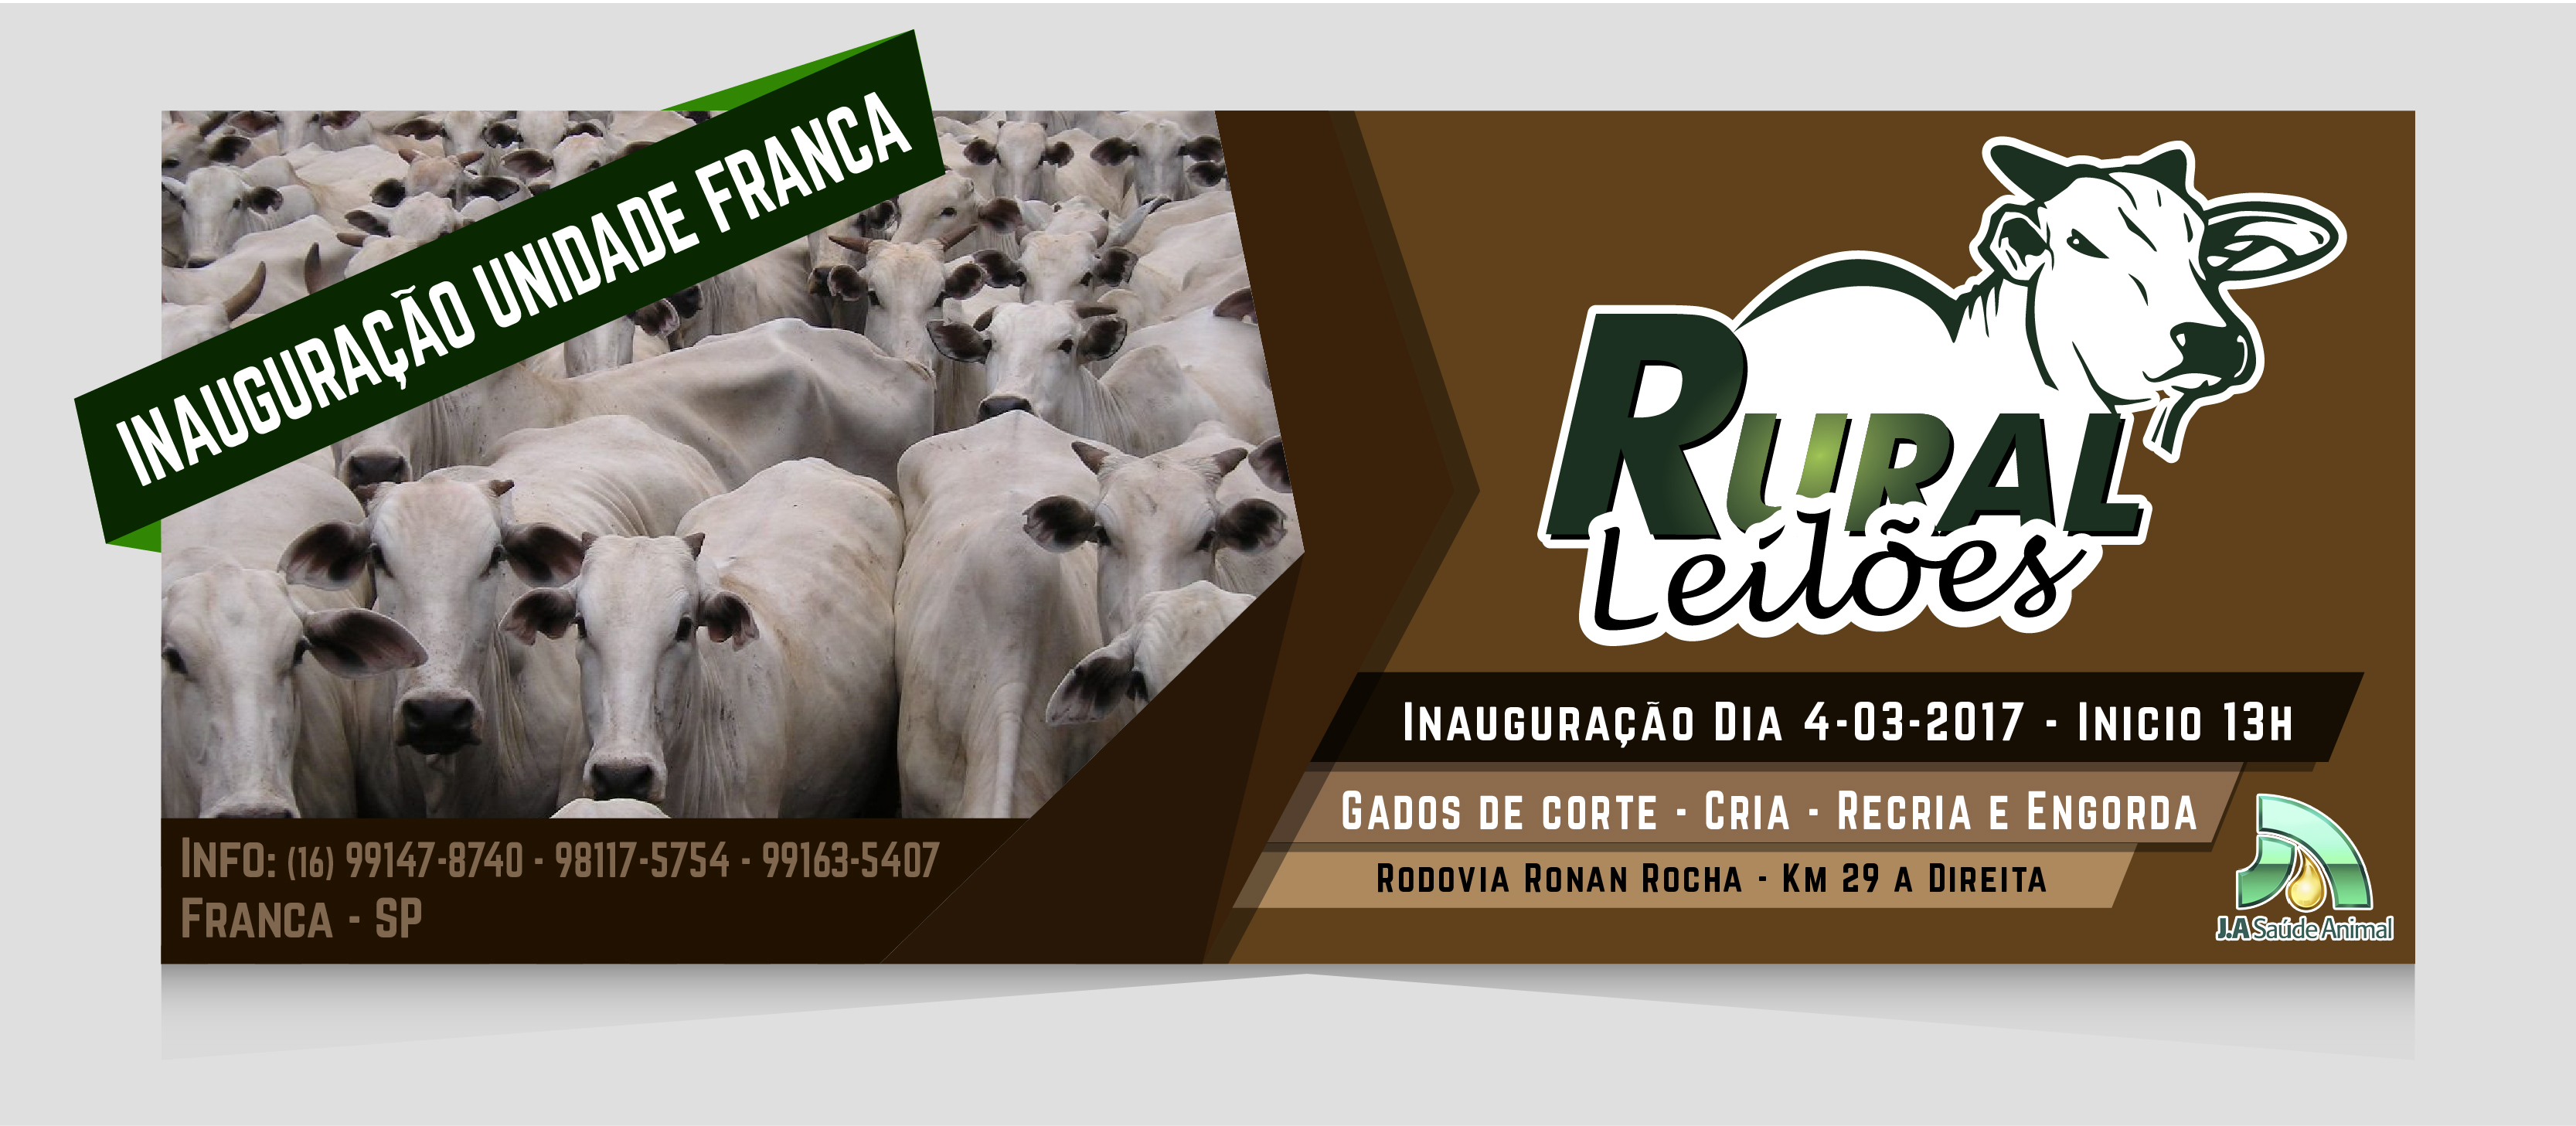 INAUGURAÇÃO UNIDADE FRANCA
RURAL
Leilões
INAUGURAÇÃO DIA 4-03-2017 - INICIO 13H
GADOS DE CORTE - CRIA - RECRIA E ENGORDA
RODOVIA RONAN ROCHA - KM 29 A DIREITA
INFO: (16) 99147-8740 - 98117-5754 - 99163-5407
FRANCA - SP
J.A Saúde Animal